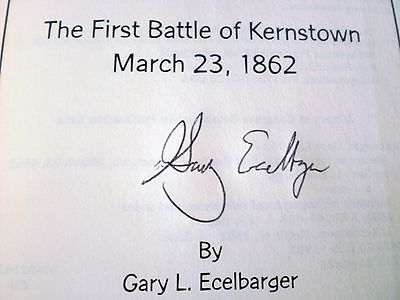 The First Battle of Kernstown
March 23, 1862
Gary Ecelbarger
By
Gary L. Ecelbarger